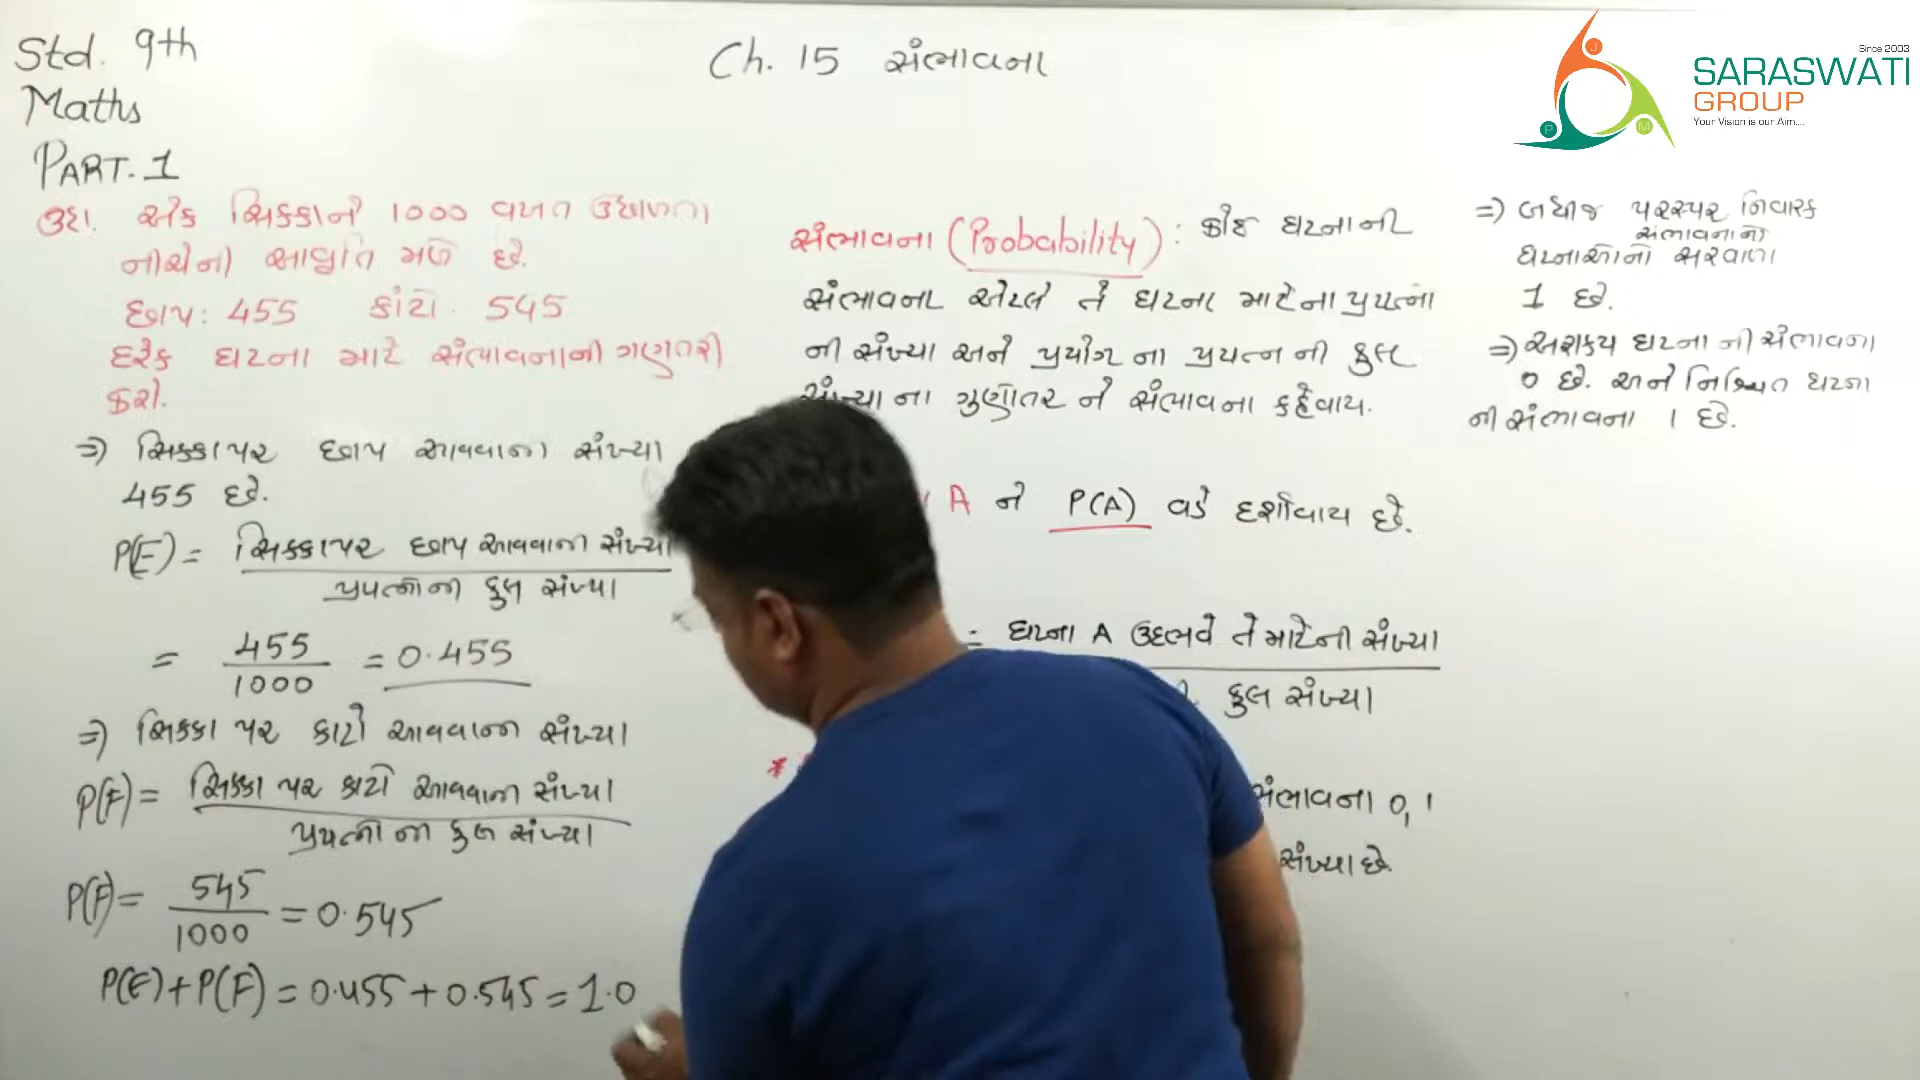 Std. 9th
Maths
PART.1
Ch. 15 સંભાવના
Since 2003
SARASWATI
GROUP
Your Vision is our Aim....
J
P
M
ઉદા. એક સિક્કાને 1000 વખત ઉછાળતા
નીચેની આવૃત્તિ મળે છે.
છાપ: 455 કાંટો. 545
દરેક ઘટના માટે સંભાવનાની ગણતરી
કરો.
⇒ સિક્કા પર છાપ આવવાના સંખ્યા
455 છે.
P(E) = સિક્કા પર છાપ આવવાના સંખ્યા
પ્રયત્નોની કુલ સંખ્યા
= 455
1000
= 0.455
⇒ સિક્કા પર કાટો આવવાના સંખ્યા
P(F) = સિક્કા પર કાટો આવવાના સંખ્યા
પ્રયત્નો ના કુલ સંખ્યા
P(F) = 545
1000
= 0.545
P(E)+P(F) = 0.455 + 0.545 = 1.0
સંભાવના (Probability) : કોઈ ઘટનાની
સંભાવના એટલે તે ઘટના માટેના પ્રયત્ન
ની સંખ્યા અને પ્રયોગ ના પ્રયત્ન ની કુલ
સંખ્યા ના ગુણોતર ને સંભાવના કહેવાય.
A ને P(A) વડે દર્શાવાય છે.
= ઘટના A ઉદભવે તે માટેની સંખ્યા
કુલ સંખ્યા
*
સંભાવના 0, 1
સંખ્યા છે.
⇒ બધીજ પરસ્પર નિવારક
સંભાવનાનો
ઘટનાઓનો સરવાળા
1 છે.
⇒ અશક્ય ઘટના ની સંભાવના
0 છે. અને નિશ્ચિત ઘટના
ની સંભાવના 1 છે.